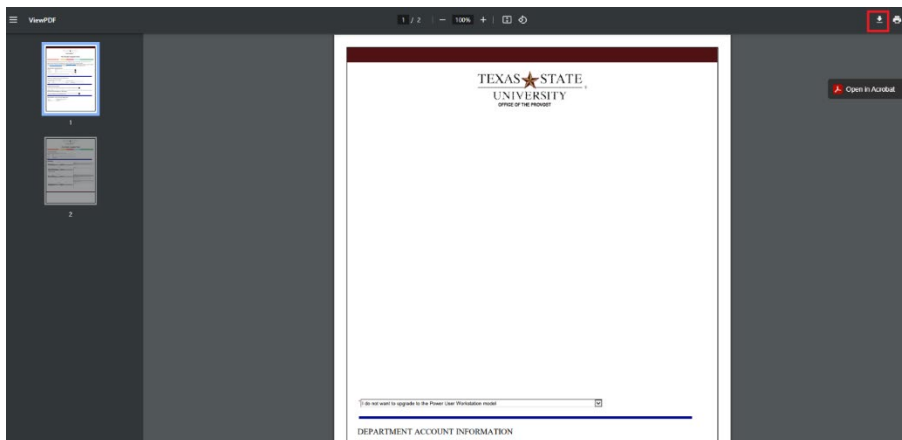 ViewPDF
1 / 2
100%
Open in Acrobat
1
2
TEXAS STATE
UNIVERSITY
OFFICE OF THE PROVOST
I do not want to upgrade to the Power User Workstation model
DEPARTMENT ACCOUNT INFORMATION